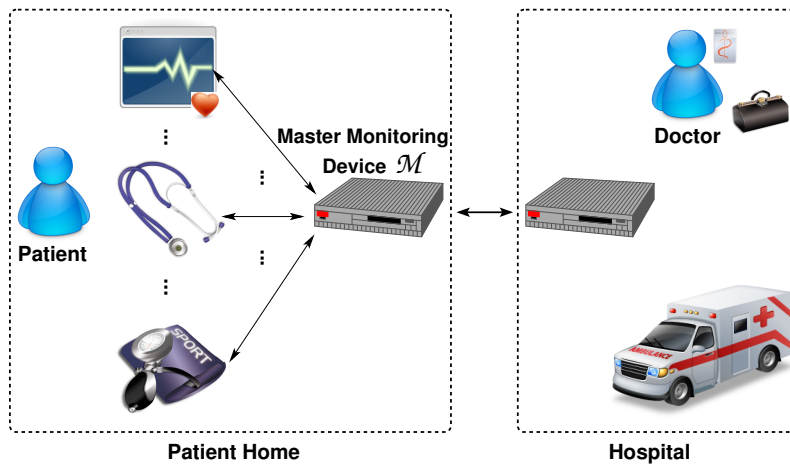 Master Monitoring
Device ℳ
Doctor
Patient
SPORT
AMBULANCE
Patient Home
Hospital